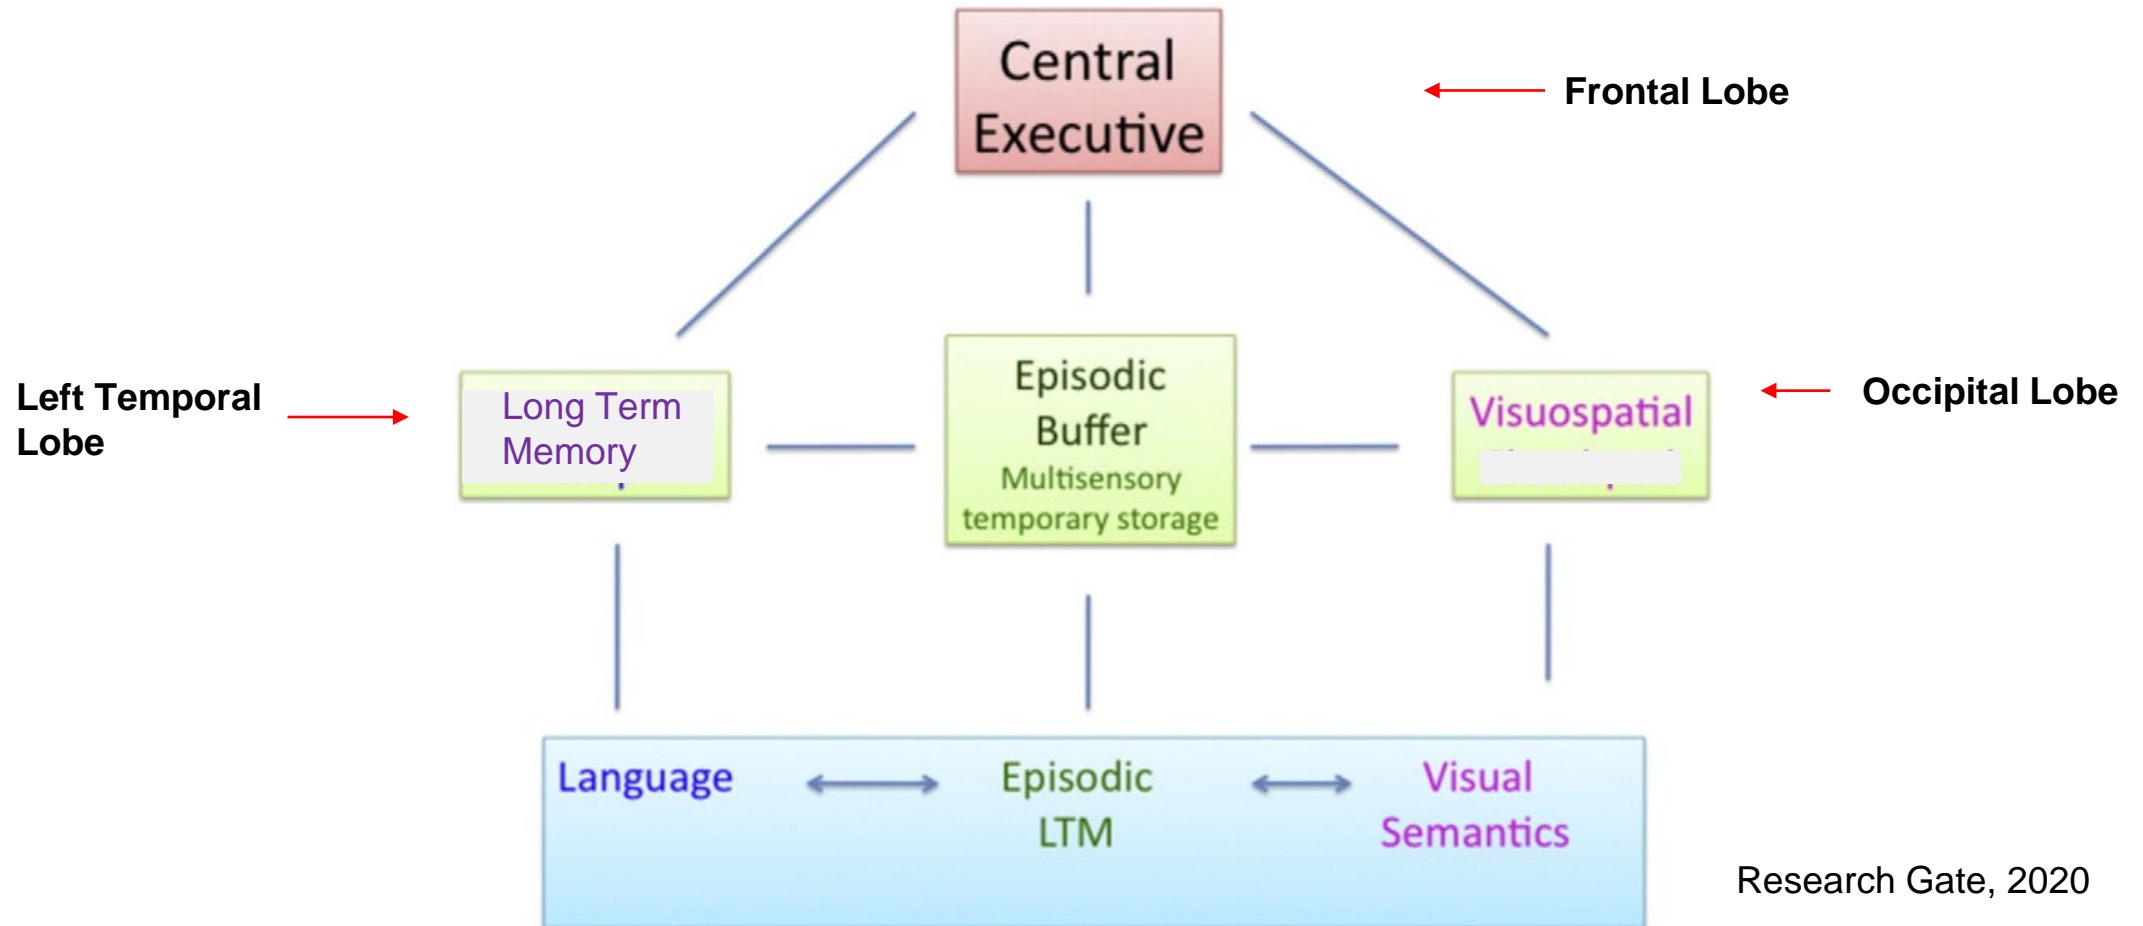 Central
Executive
Frontal Lobe
Left Temporal
Lobe
Long Term
Memory
Episodic
Buffer
Multisensory
temporary storage
Visuospatial
Occipital Lobe
Language
Episodic
LTM
Visual
Semantics
Research Gate, 2020